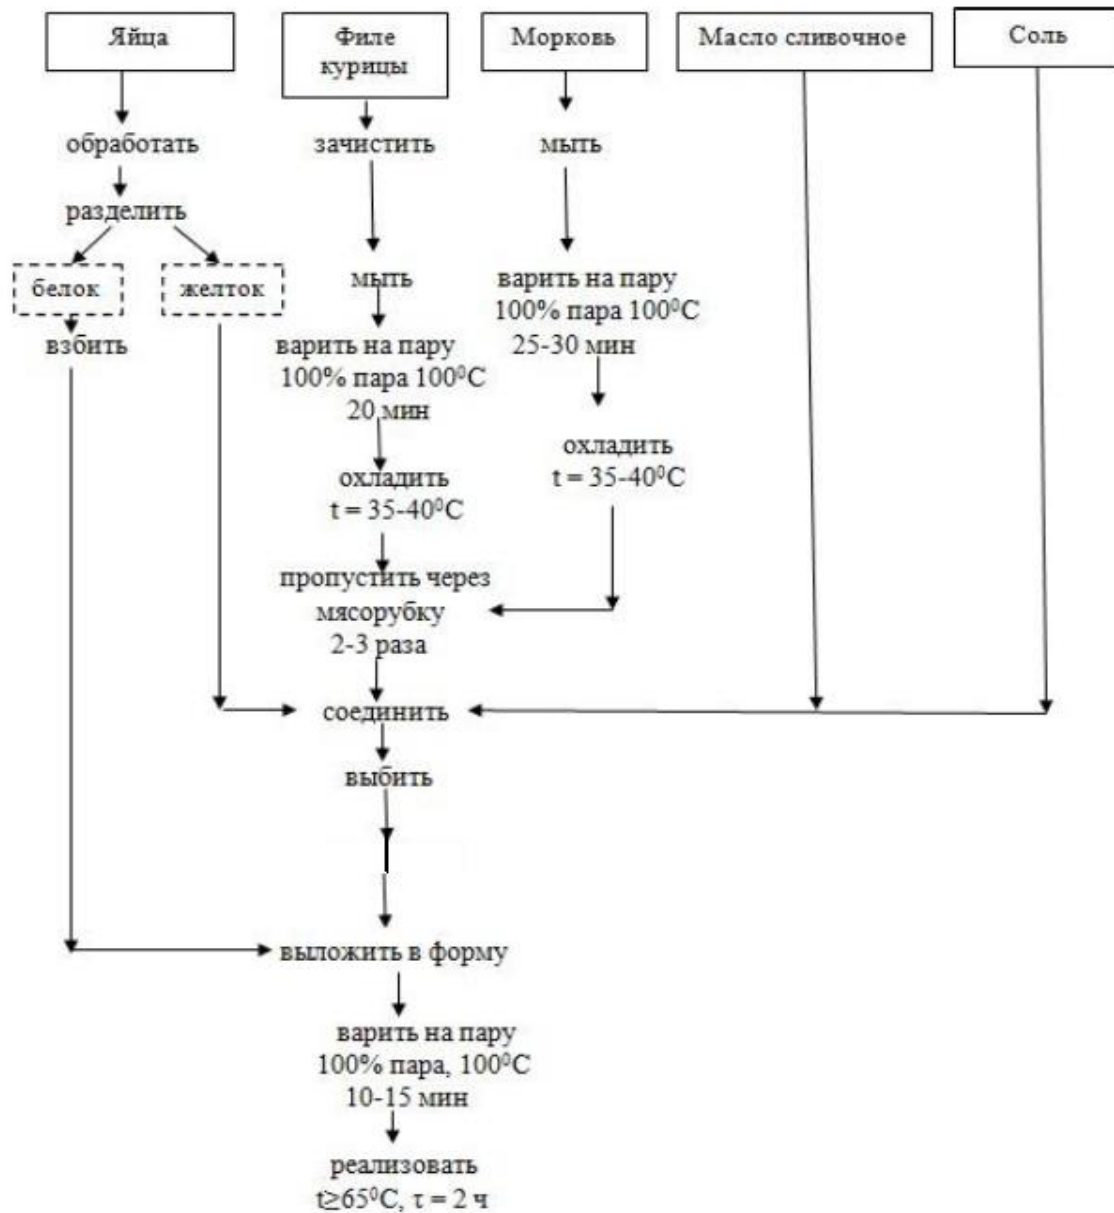 Яйца
Филе
курицы
Морковь
Масло сливочное
Соль
обработать
зачистить
мыть
разделить
белок
желток
мыть
варить на пару
100% пара 100⁰С
25-30 мин
взбить
варить на пару
100% пара 100⁰С
20 мин
охладить
t = 35-40⁰С
охладить
t = 35-40⁰С
пропустить через
мясорубку
2-3 раза
соединить
выбить
выложить в форму
варить на пару
100% пара, 100⁰С
10-15 мин
реализовать
t≥65⁰С, τ = 2 ч